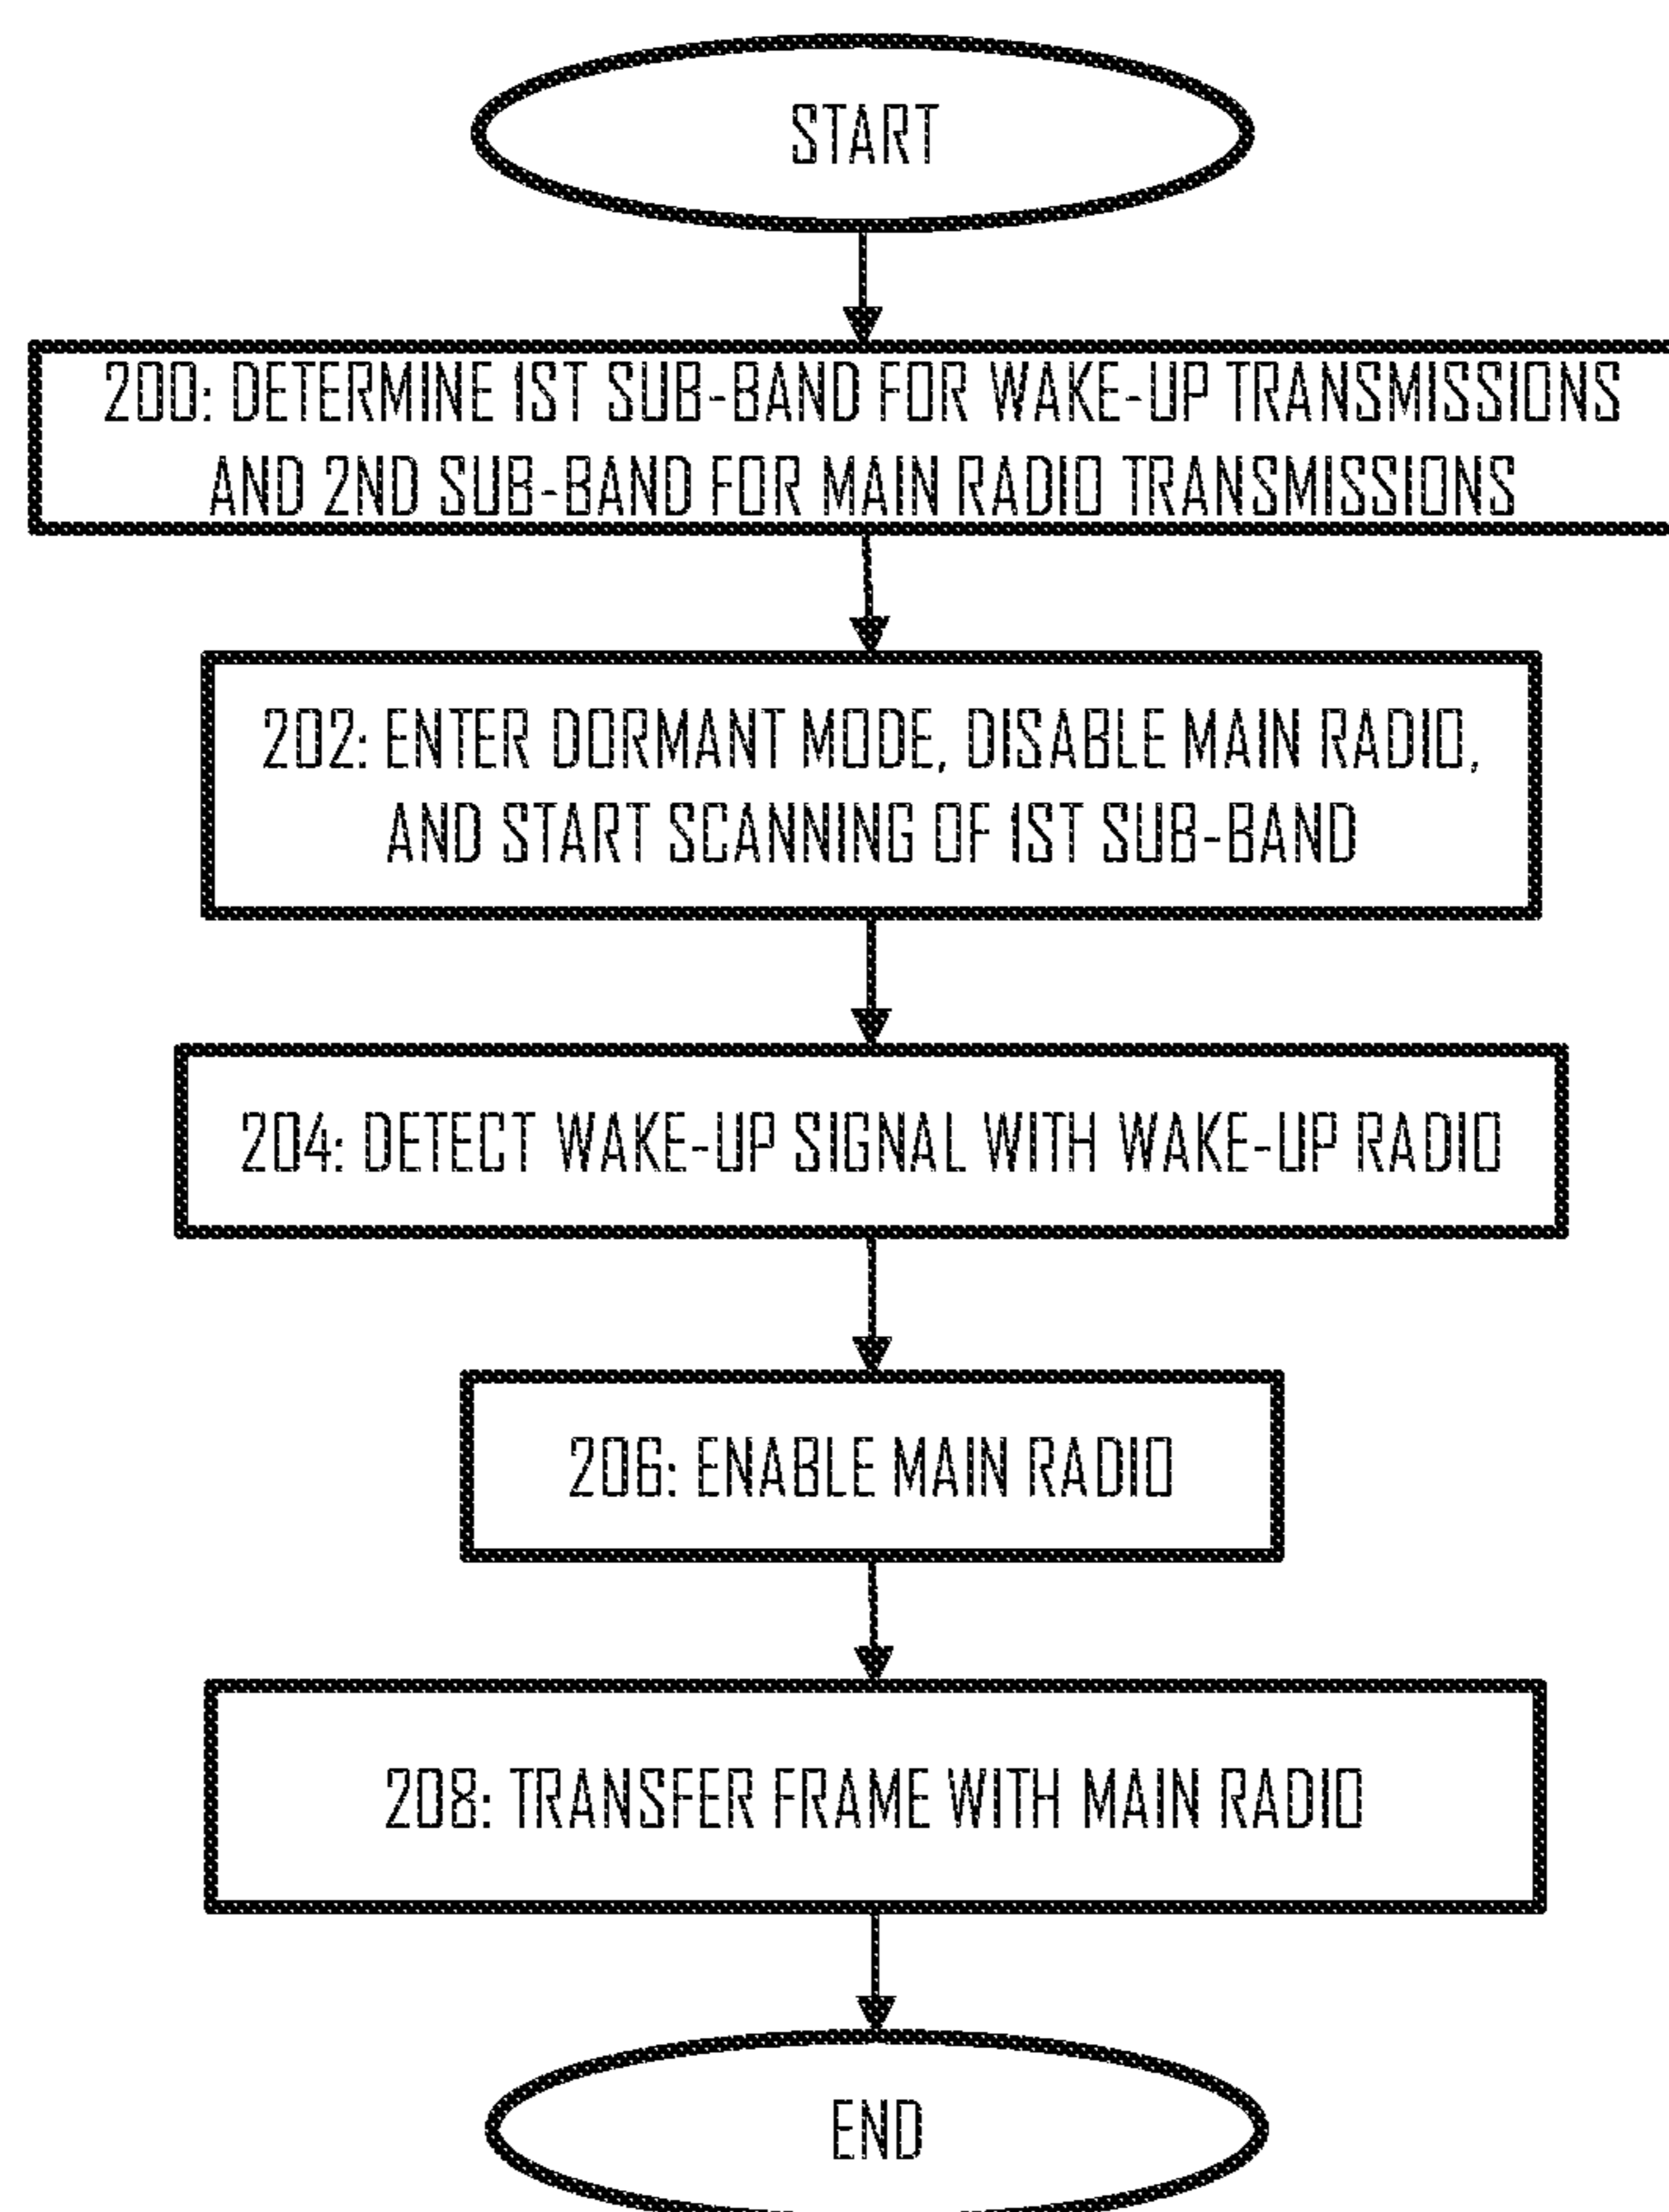 START
200: DETERMINE 1ST SUB-BAND FOR WAKE-UP TRANSMISSIONS
AND 2ND SUB-BAND FOR MAIN RADIO TRANSMISSIONS
202: ENTER DORMANT MODE, DISABLE MAIN RADIO,
AND START SCANNING OF 1ST SUB-BAND
204: DETECT WAKE-UP SIGNAL WITH WAKE-UP RADIO
206: ENABLE MAIN RADIO
208: TRANSFER FRAME WITH MAIN RADIO
END